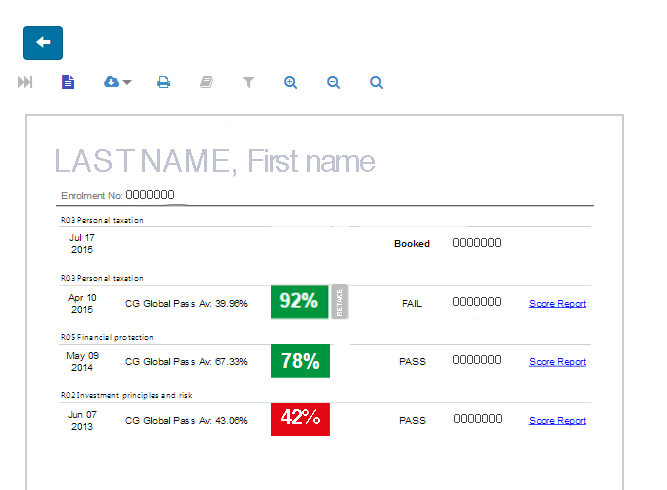 LAST NAME, First name
Enrolment No: 0000000
R03 Personal taxation
Jul 17
2015
Booked 0000000
R03 Personal taxation
Apr 10
2015
CG Global Pass Av: 39.96% 92% RETAKE FAIL 0000000 Score Report
R05 Financial protection
May 09
2014
CG Global Pass Av: 67.33% 78% PASS 0000000 Score Report
R02 Investment principles and risk
Jun 07
2013
CG Global Pass Av: 43.06% 42% PASS 0000000 Score Report